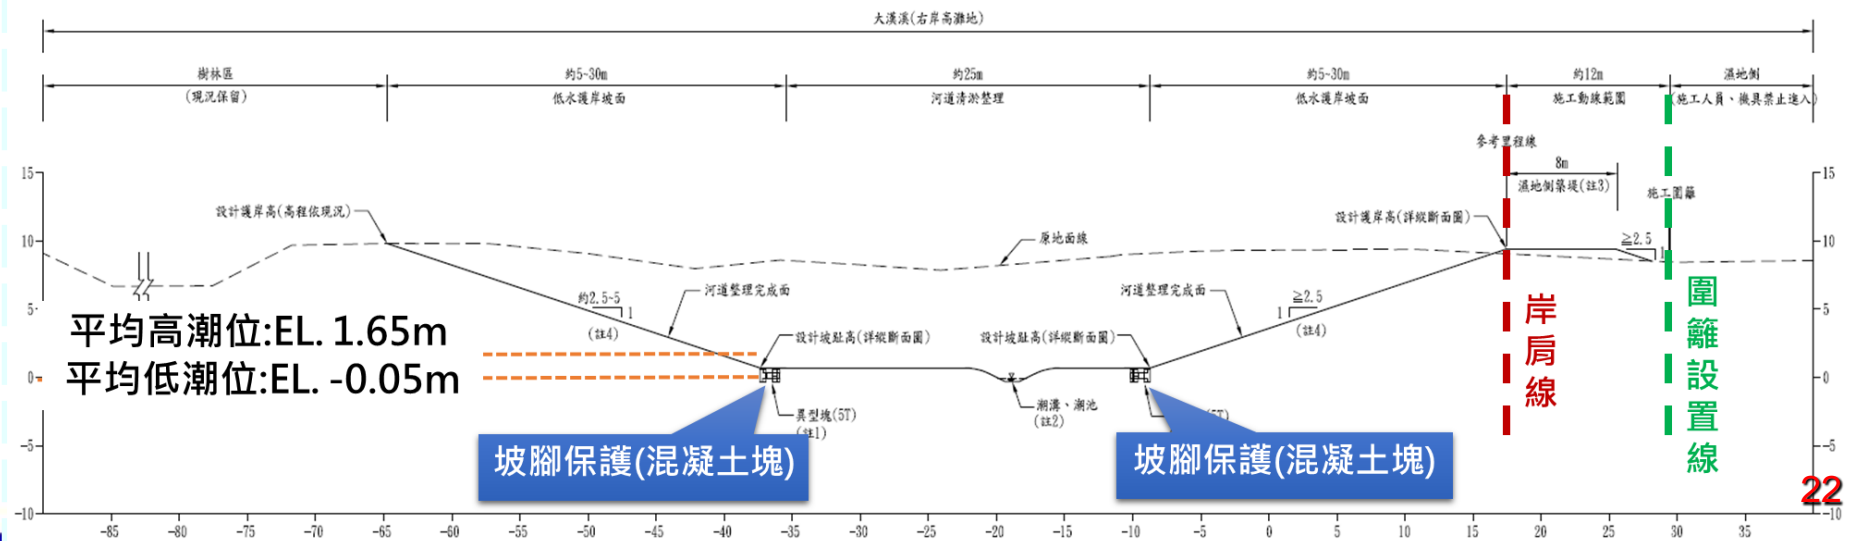 大漢溪(右岸高灘地)
樹林區
(現況保留)
約5~30m
低水護岸坡面
約25m
河道清淤整理
約5~30m
低水護岸坡面
約12m
施工動線範圍
濕地側
(施工人員、機具禁止進入)
參考里程線
8m
濕地側築堤(註3)
施工圍籬
設計護岸高(高程依現況)
設計護岸高(詳縱斷面圖)
原地面線
≧2.5
1
約2.5~5
1
(註4)
河道整理完成面
河道整理完成面
≧2.5
1
(註4)
平均高潮位:EL. 1.65m
平均低潮位:EL. -0.05m
設計坡趾高(詳縱斷面圖)
設計坡趾高(詳縱斷面圖)
異型塊(5T)
(註1)
潮溝、潮池
(註2)
坡腳保護(混凝土塊)
坡腳保護(混凝土塊)
岸肩線
圍籬設置線
22
15
10
5
0
-5
-10
15
10
5
0
-5
-10
-85
-80
-75
-70
-65
-60
-55
-50
-45
-40
-35
-30
-25
-20
-15
-10
-5
0
5
10
15
20
25
30
35